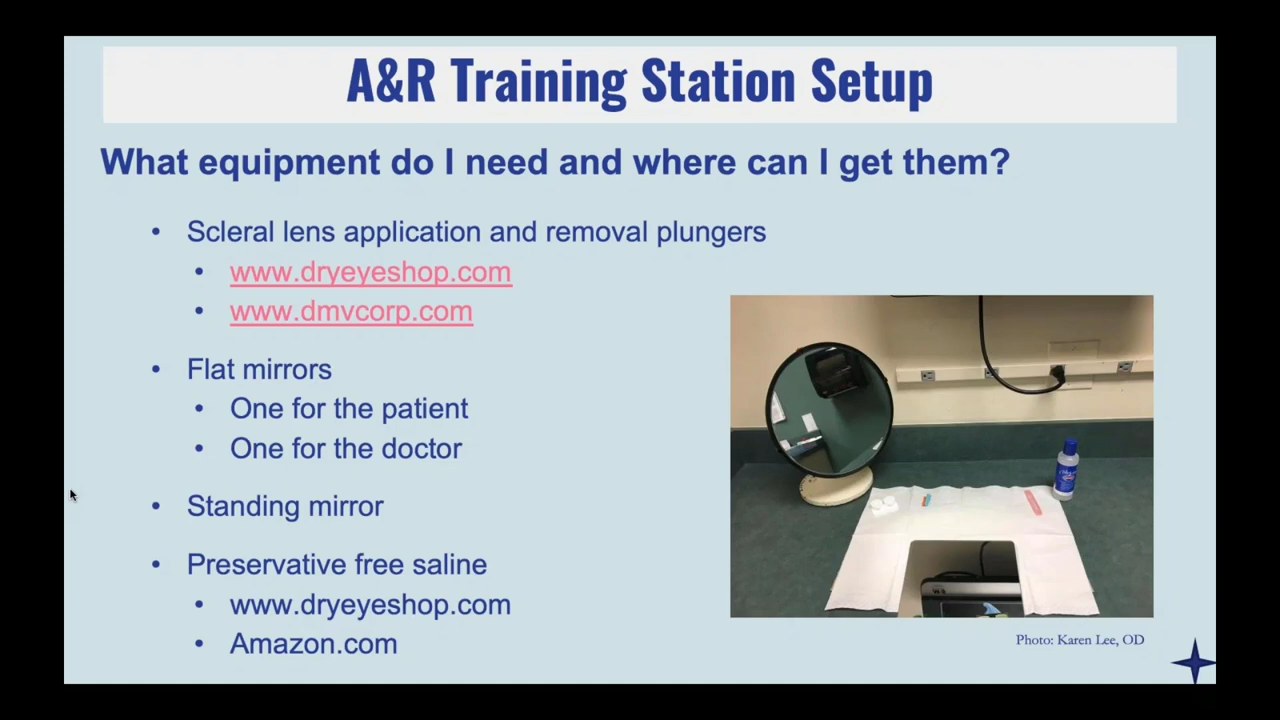 A&R Training Station Setup
What equipment do I need and where can I get them?
• Scleral lens application and removal plungers
• www.dryeyeshop.com
• www.dmvcorp.com
• Flat mirrors
• One for the patient
• One for the doctor
• Standing mirror
• Preservative free saline
• www.dryeyeshop.com
• Amazon.com
Photo: Karen Lee, OD